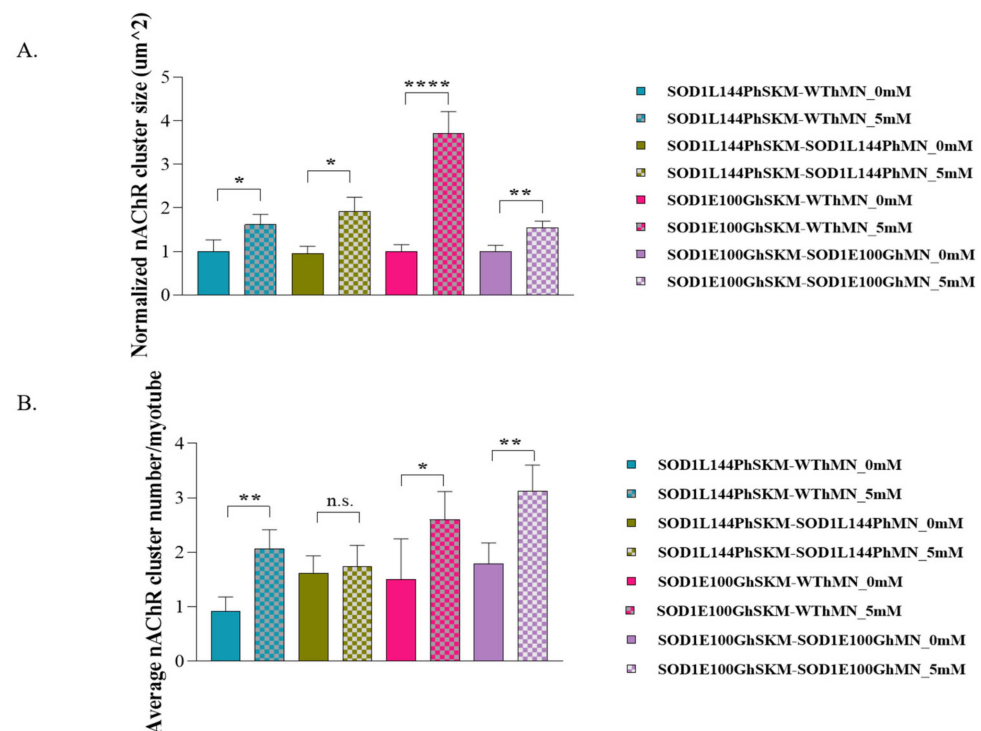 A.
Normalized nAChR cluster size (um^2)
5
4
3
2
1
0
*
*
****
**
SOD1L144PhSKM-WThMN_0mM
SOD1L144PhSKM-WThMN_5mM
SOD1L144PhSKM-SOD1L144PhMN_0mM
SOD1L144PhSKM-SOD1L144PhMN_5mM
SOD1E100GhSKM-WThMN_0mM
SOD1E100GhSKM-WThMN_5mM
SOD1E100GhSKM-SOD1E100GhMN_0mM
SOD1E100GhSKM-SOD1E100GhMN_5mM
B.
Average nAChR cluster number/myotube
4
3
2
1
0
**
n.s.
*
**
SOD1L144PhSKM-WThMN_0mM
SOD1L144PhSKM-WThMN_5mM
SOD1L144PhSKM-SOD1L144PhMN_0mM
SOD1L144PhSKM-SOD1L144PhMN_5mM
SOD1E100GhSKM-WThMN_0mM
SOD1E100GhSKM-WThMN_5mM
SOD1E100GhSKM-SOD1E100GhMN_0mM
SOD1E100GhSKM-SOD1E100GhMN_5mM